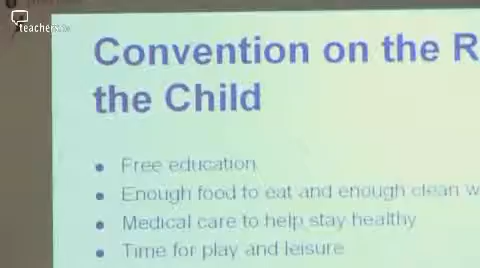 teachers.tv
Convention on the R
the Child
Free education
Enough food to eat and enough clean w
Medical care to help stay healthy
Time for play and leisure